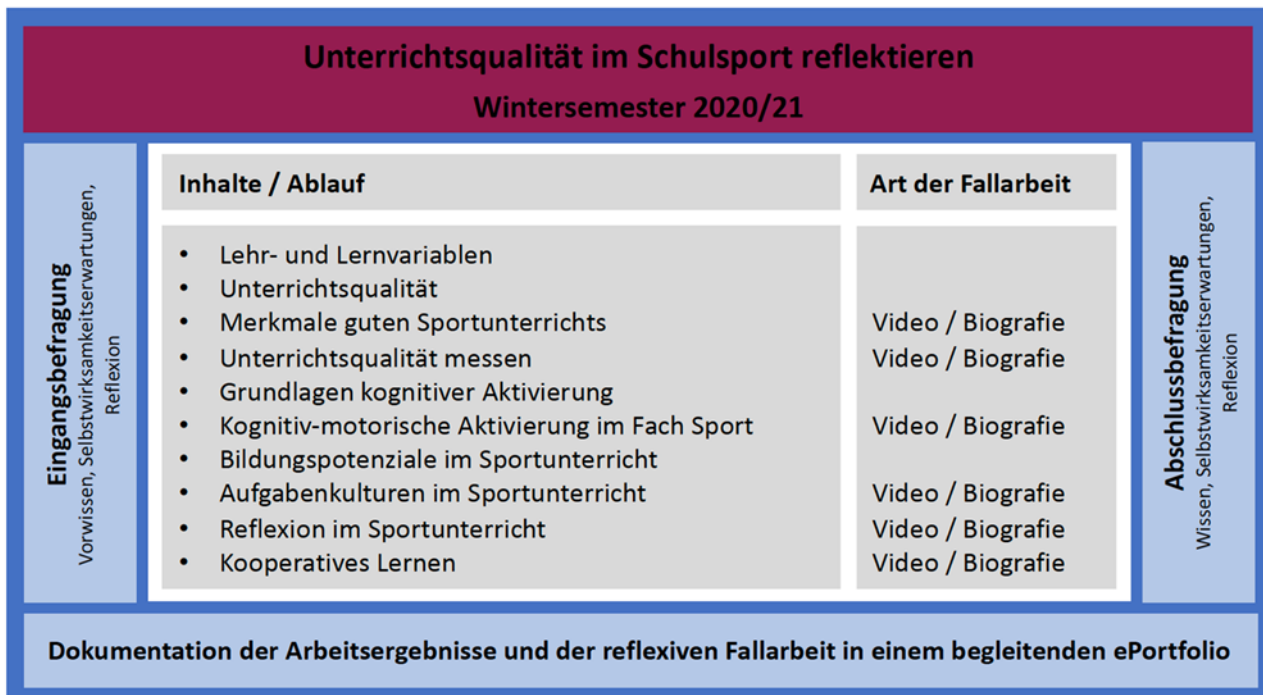 Unterrichtsqualität im Schulsport reflektieren
Wintersemester 2020/21
Eingangsbefragung
Vorwissen, Selbstwirksamkeitserwartungen,
Reflexion
Inhalte / Ablauf
Art der Fallarbeit
• Lehr- und Lernvariablen
• Unterrichtsqualität
• Merkmale guten Sportunterrichts Video / Biografie
• Unterrichtsqualität messen Video / Biografie
• Grundlagen kognitiver Aktivierung
• Kognitiv-motorische Aktivierung im Fach Sport Video / Biografie
• Bildungspotenziale im Sportunterricht
• Aufgabenkulturen im Sportunterricht Video / Biografie
• Reflexion im Sportunterricht Video / Biografie
• Kooperatives Lernen Video / Biografie
Abschlussbefragung
Wissen, Selbstwirksamkeitserwartungen,
Reflexion
Dokumentation der Arbeitsergebnisse und der reflexiven Fallarbeit in einem begleitenden ePortfolio